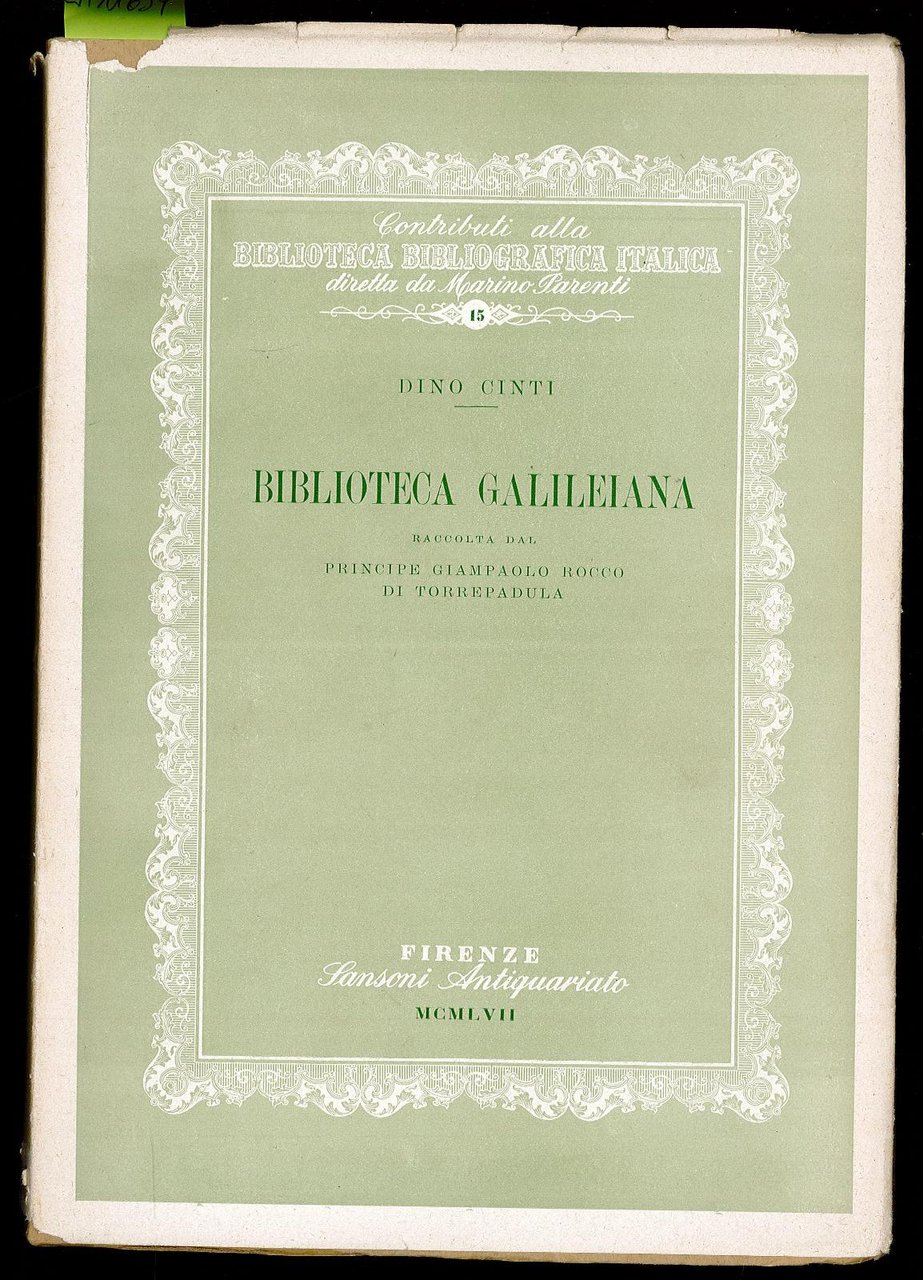 Contributi alla
BIBLIOTECA BIBLIOGRAFICA ITALICA
diretta da Marino Parenti
15
DINO CINTI
BIBLIOTECA GALILEIANA
RACCOLTA DAL
PRINCIPE GIAMPAOLO ROCCO
DI TORREPADULA
FIRENZE
Sansoni Antiquariato
MCMLVII